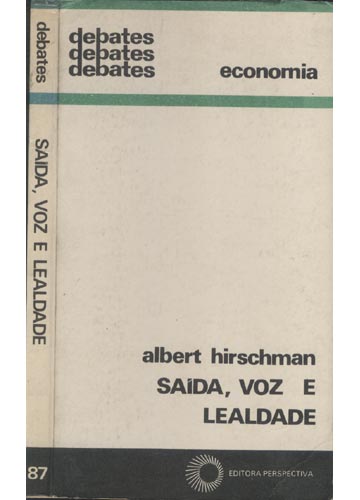 debates
SAÍDA, VOZ E LEALDADE
87
debates
debates
debates
economia
albert hirschman
SAÍDA, VOZ E
LEALDADE
EDITORA PERSPECTIVA